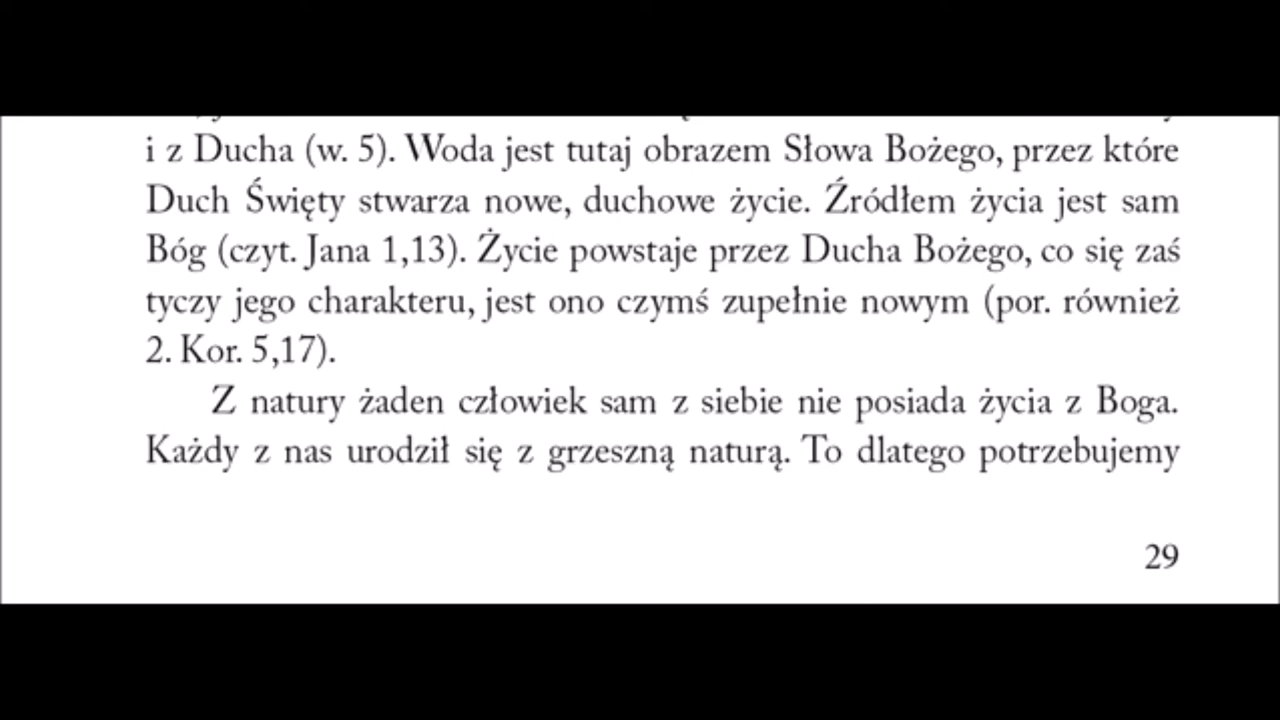 i z Ducha (w. 5). Woda jest tutaj obrazem Słowa Bożego, przez które
Duch Święty stwarza nowe, duchowe życie. Źródłem życia jest sam
Bóg (czyt. Jana 1,13). Życie powstaje przez Ducha Bożego, co się zaś
tyczy jego charakteru, jest ono czymś zupełnie nowym (por. również
2. Kor. 5,17).
Z natury żaden człowiek sam z siebie nie posiada życia z Boga.
Każdy z nas urodził się z grzeszną naturą. To dlatego potrzebujemy
29